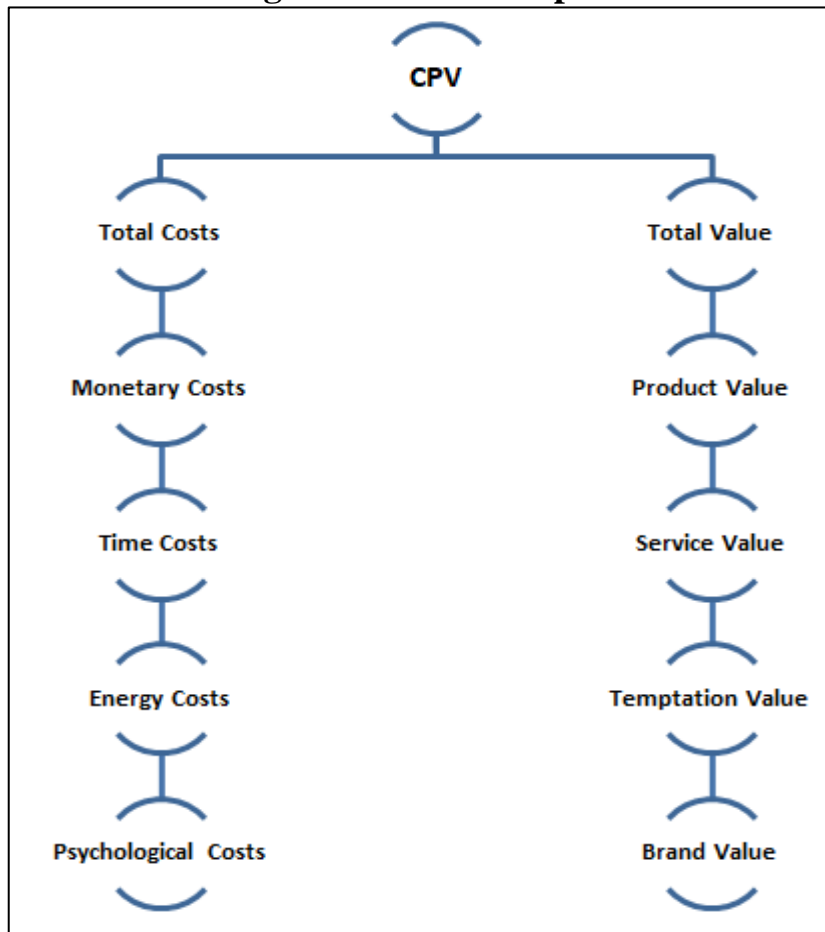 CPV
Total Costs
Total Value
Monetary Costs
Product Value
Time Costs
Service Value
Energy Costs
Temptation Value
Psychological Costs
Brand Value